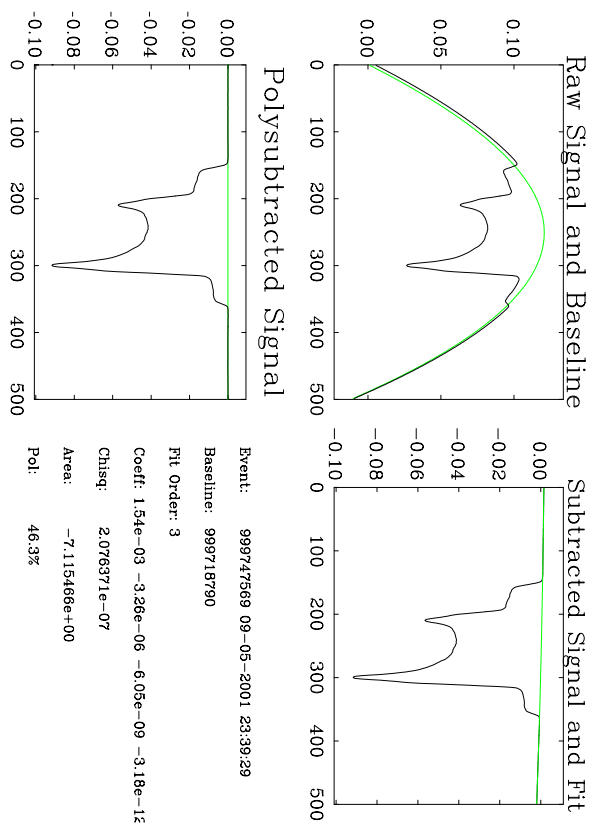 Raw Signal and Baseline
0.10
0.05
0.00
0 100 200 300 400 500
Subtracted Signal and Fit
0.00
-0.02
-0.04
-0.06
-0.08
-0.10
0 100 200 300 400 500
Polysubtracted Signal
0.00
-0.02
-0.04
-0.06
-0.08
-0.10
0 100 200 300 400 500
Event: 999747569 09-05-2001 23:39:29
Baseline: 999718790
Fit Order: 3
Coeff: 1.54e-03 -3.26e-06 -6.05e-09 -3.18e-12
Chisq: 2.076371e-07
Area: -7.115466e+00
Pol: 46.3%